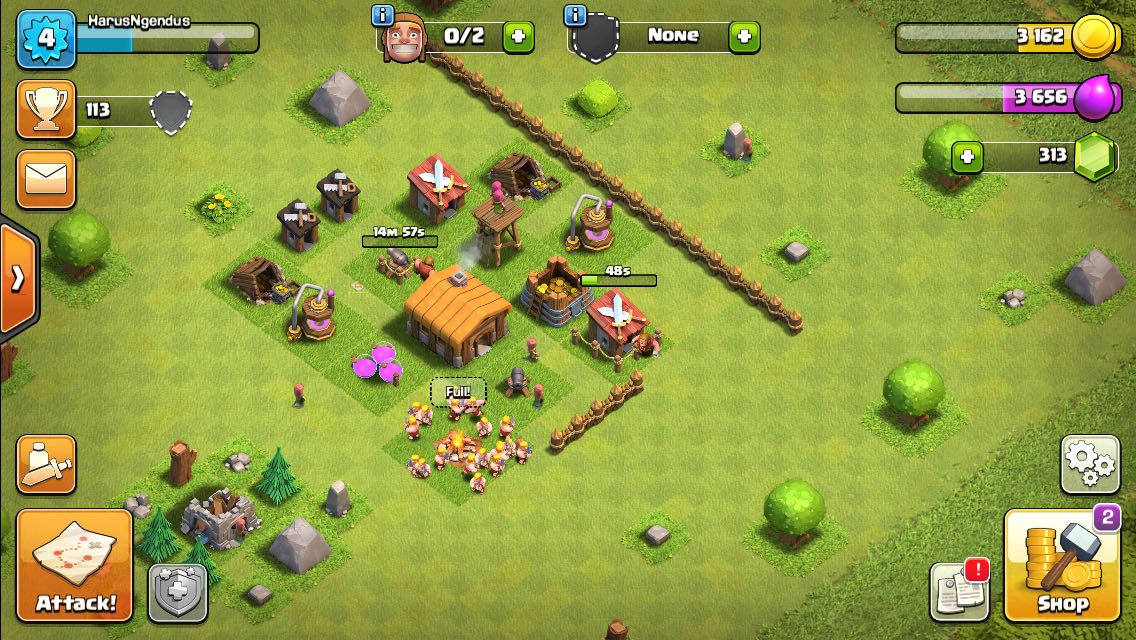 4
HarusNgendus
i
0/2
+
i
None
+
3 162
113
3 656
+
313
14m 57s
48s
Full!
Attack!
!
2
Shop